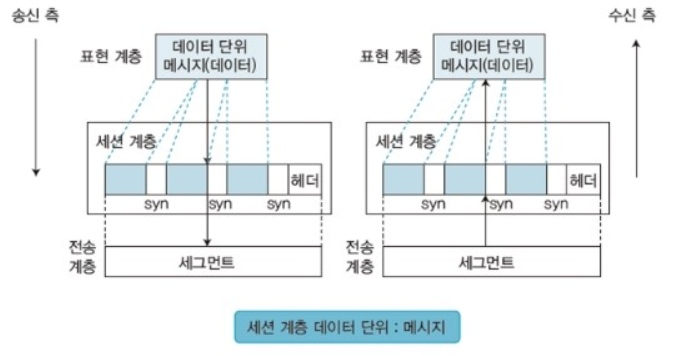 송신 측
수신 측
표현 계층
데이터 단위
메시지(데이터)
세션 계층
헤더
syn syn syn
전송
계층
세그먼트
표현 계층
데이터 단위
메시지(데이터)
세션 계층
헤더
syn syn syn
전송
계층
세그먼트
세션 계층 데이터 단위 : 메시지